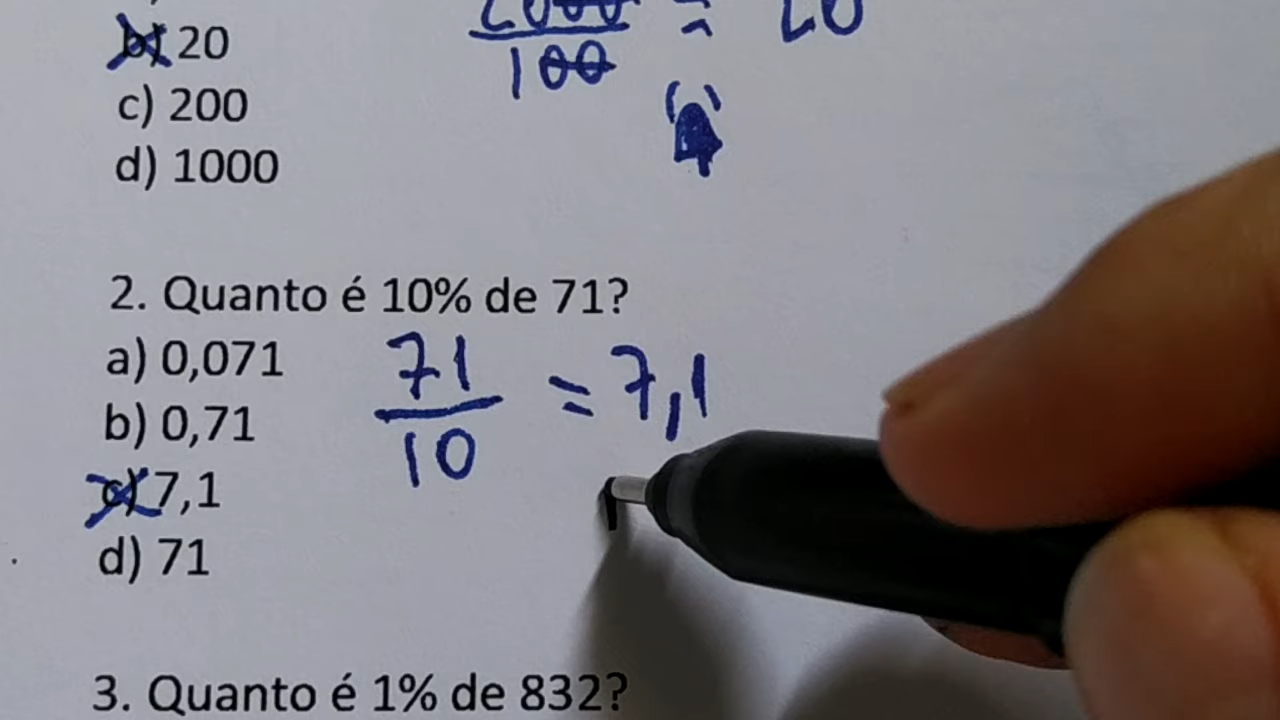 b) 20
2000
100
= 20
c) 200
d) 1000
2. Quanto é 10% de 71?
a) 0,071
71
10
= 7,1
b) 0,71
c) 7,1
d) 71
3. Quanto é 1% de 832?